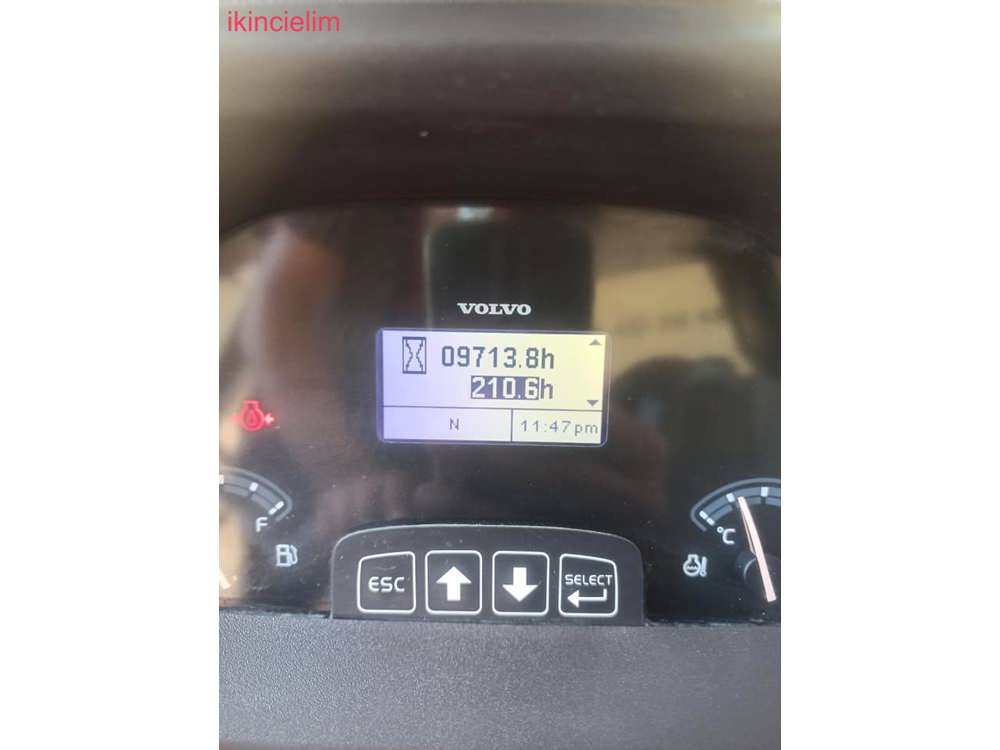 ikincielim
VOLVO
09713.8h
210.6h
N 11:47pm
F
°C
ESC
SELECT